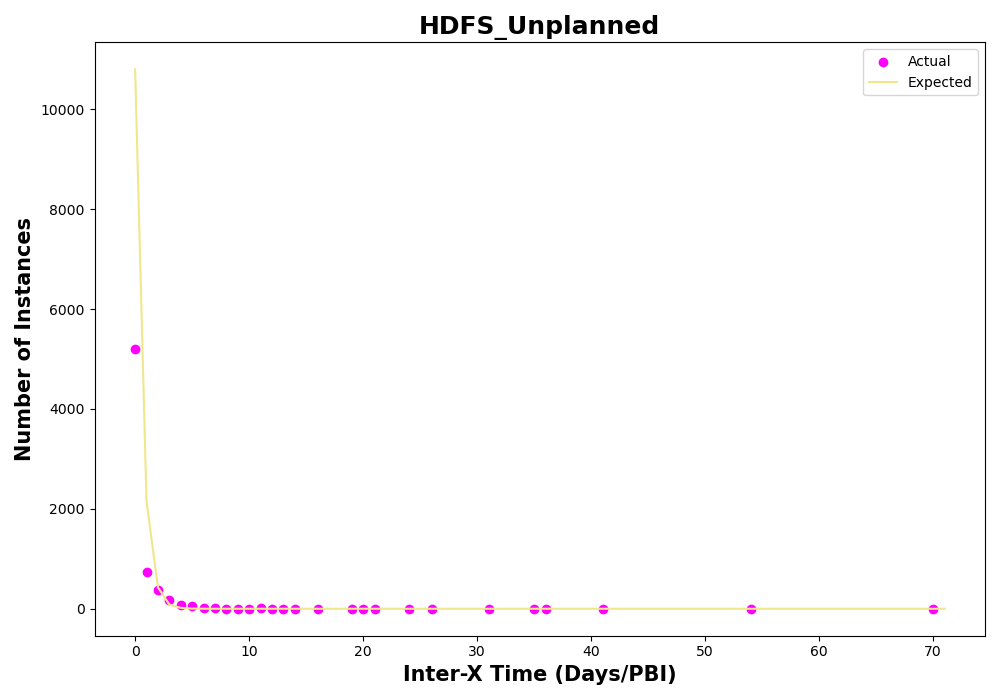 HDFS_Unplanned
Actual
Expected
Number of Instances
10000
8000
6000
4000
2000
0
0 10 20 30 40 50 60 70
Inter-X Time (Days/PBI)